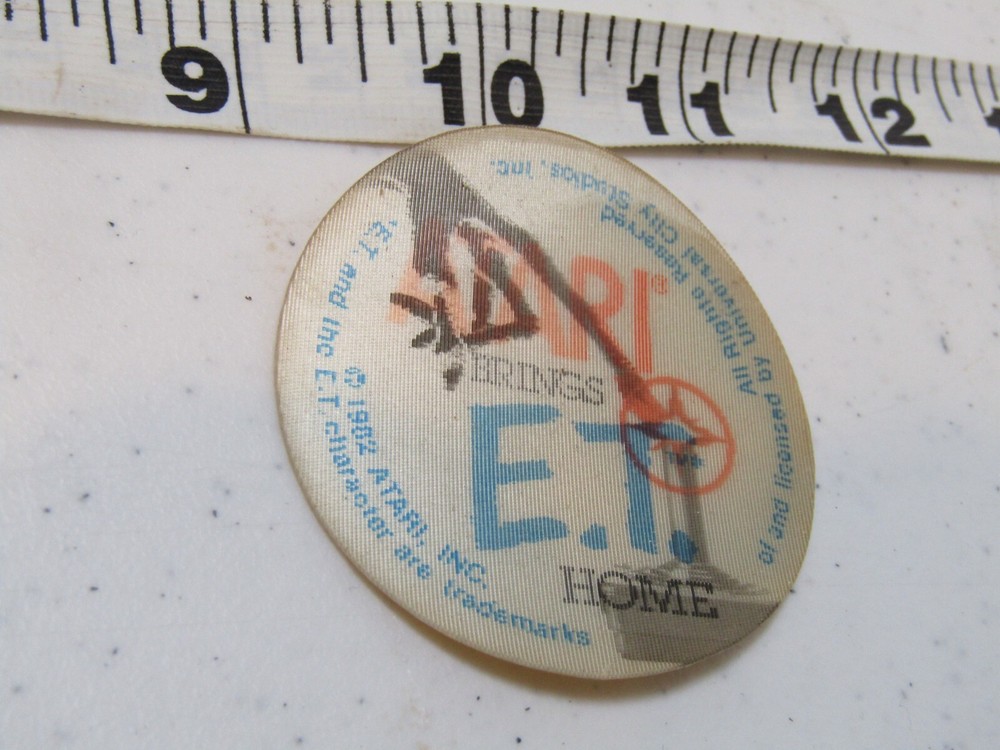 9 10 11 12
ARI®
BRINGS
E.T.
HOME
"E.T. and the E.T. character are trademarks
of and licensed by Universal City Studios, Inc.
All Rights Reserved
© 1982 ATARI, INC.